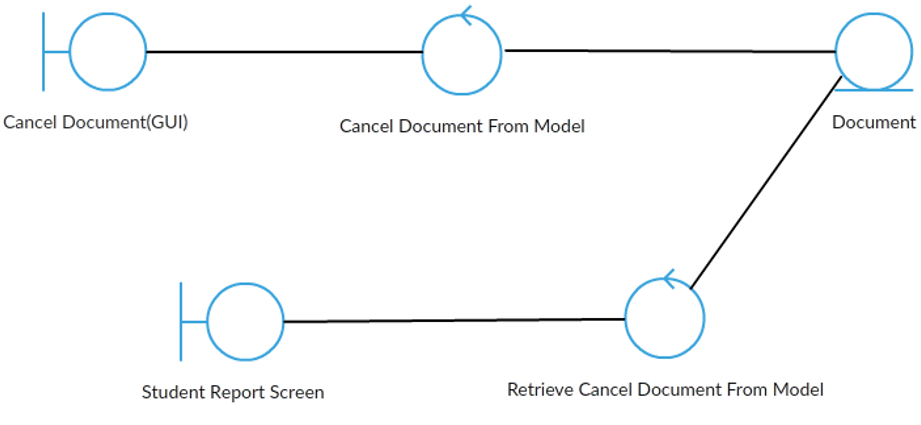 Cancel Document(GUI)
Cancel Document From Model
Document
Student Report Screen
Retrieve Cancel Document From Model